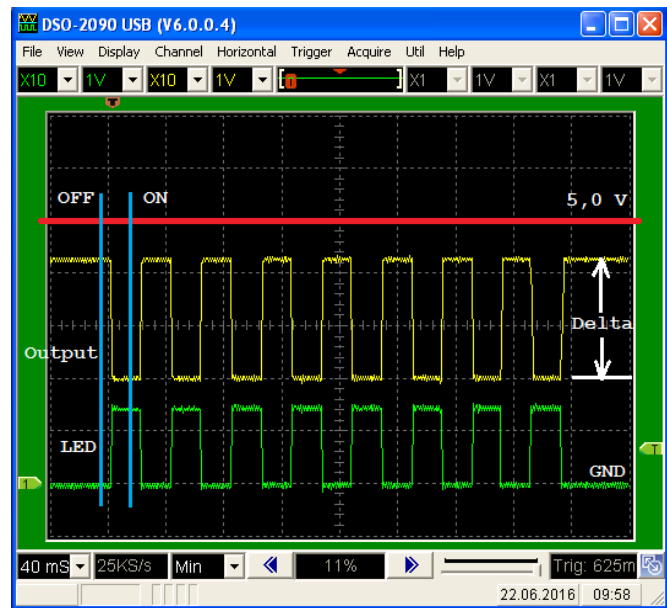 DSO-2090 USB (V6.0.0.4)
File View Display Channel Horizontal Trigger Acquire Util Help
X10 1V X10 1V X1 1V X1 1V
T
OFF ON 5,0 V
Delta
Output
LED
T
GND
1
40 mS 25KS/s Min 11% Trig: 625m
22.06.2016 09:58